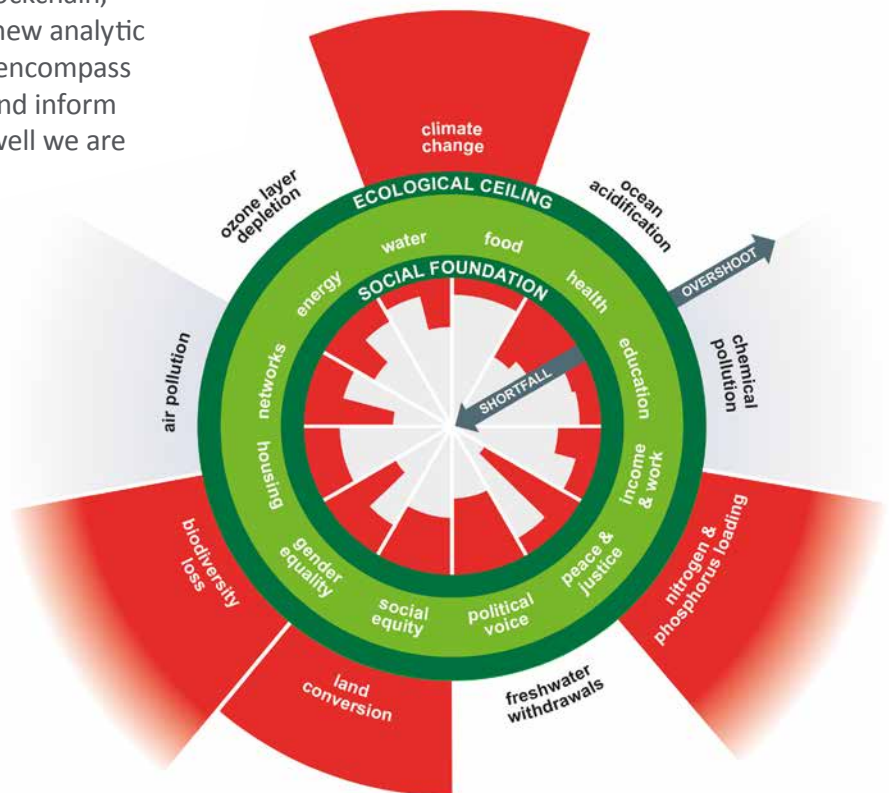 new analytic
encompass
nd inform
well we are
climate
change
ozone layer
depletion
ocean
acidification
ECOLOGICAL CEILING
OVERSHOOT
water
food
energy
health
SOCIAL FOUNDATION
SHORTFALL
networks
education
air pollution
chemical
pollution
housing
income
& work
gender
equality
peace &
justice
social
equity
political
voice
biodiversity
loss
nitrogen &
phosphorus loading
land
conversion
freshwater
withdrawals